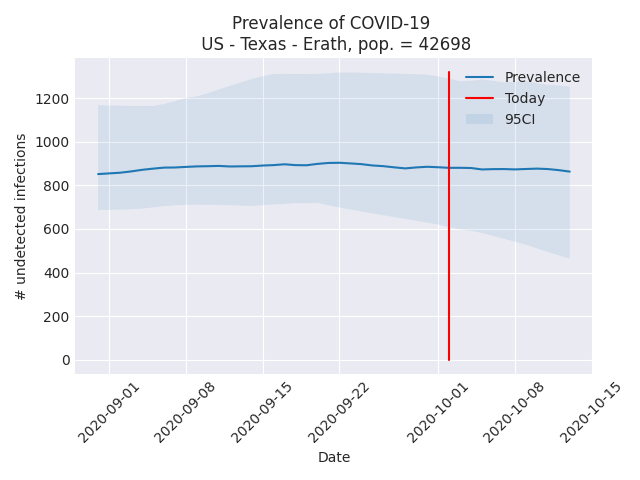 Prevalence of COVID-19
US - Texas - Erath, pop. = 42698
Prevalence
Today
95CI
1200
1000
800
600
400
200
0
# undetected infections
2020-09-01
2020-09-08
2020-09-15
2020-09-22
2020-10-01
2020-10-08
2020-10-15
Date